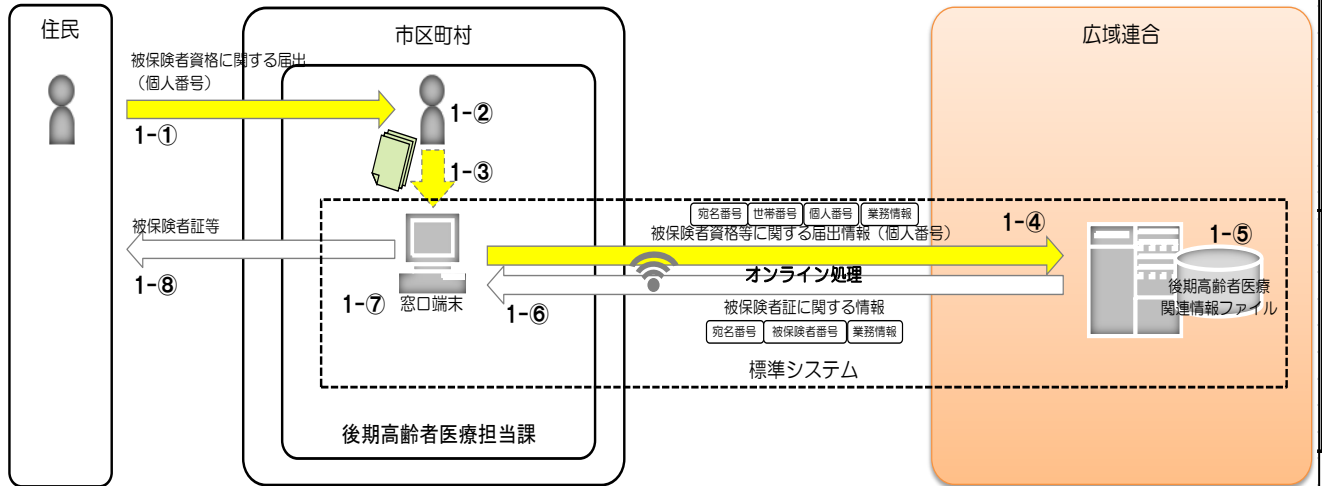 住民
市区町村
広域連合
被保険者資格に関する届出
（個人番号）
1-①
1-②
1-③
宛名番号 世帯番号 個人番号 業務情報
被保険者資格等に関する届出情報（個人番号）
1-④
1-⑤
被保険者証等
1-⑧
オンライン処理
1-⑦
窓口端末
1-⑥
被保険者証に関する情報
宛名番号 被保険者番号 業務情報
後期高齢者医療
関連情報ファイル
標準システム
後期高齢者医療担当課